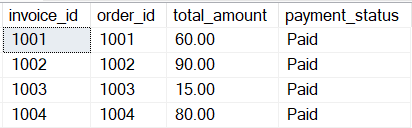 invoice_id order_id total_amount payment_status
1001 1001 60.00 Paid
1002 1002 90.00 Paid
1003 1003 15.00 Paid
1004 1004 80.00 Paid